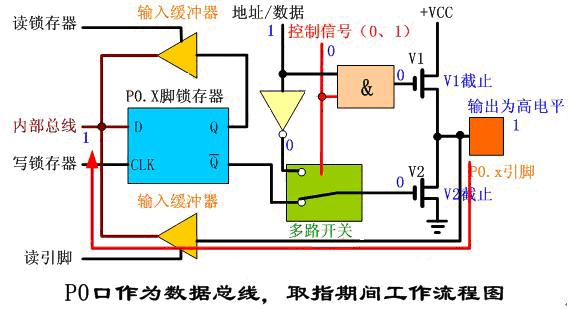 读锁存器
输入缓冲器
地址/数据
1
控制信号（0、1）
0
+VCC
V1
&
0
V1截止
P0.X脚锁存器
输出为高电平
1
内部总线
1
D
Q
0
P0.x引脚
写锁存器
CLK
Q
V2
0
V2截止
输入缓冲器
多路开关
读引脚
P0口作为数据总线，取指期间工作流程图